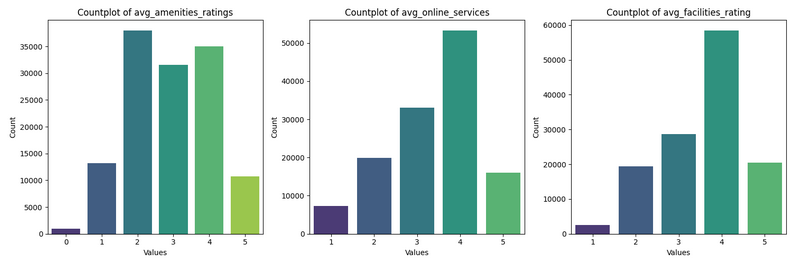 Countplot of avg_amenities_ratings
Count
35000
30000
25000
20000
15000
10000
5000
0
0 1 2 3 4 5
Values
Countplot of avg_online_services
Count
50000
40000
30000
20000
10000
0
1 2 3 4 5
Values
Countplot of avg_facilities_rating
Count
60000
50000
40000
30000
20000
10000
0
1 2 3 4 5
Values